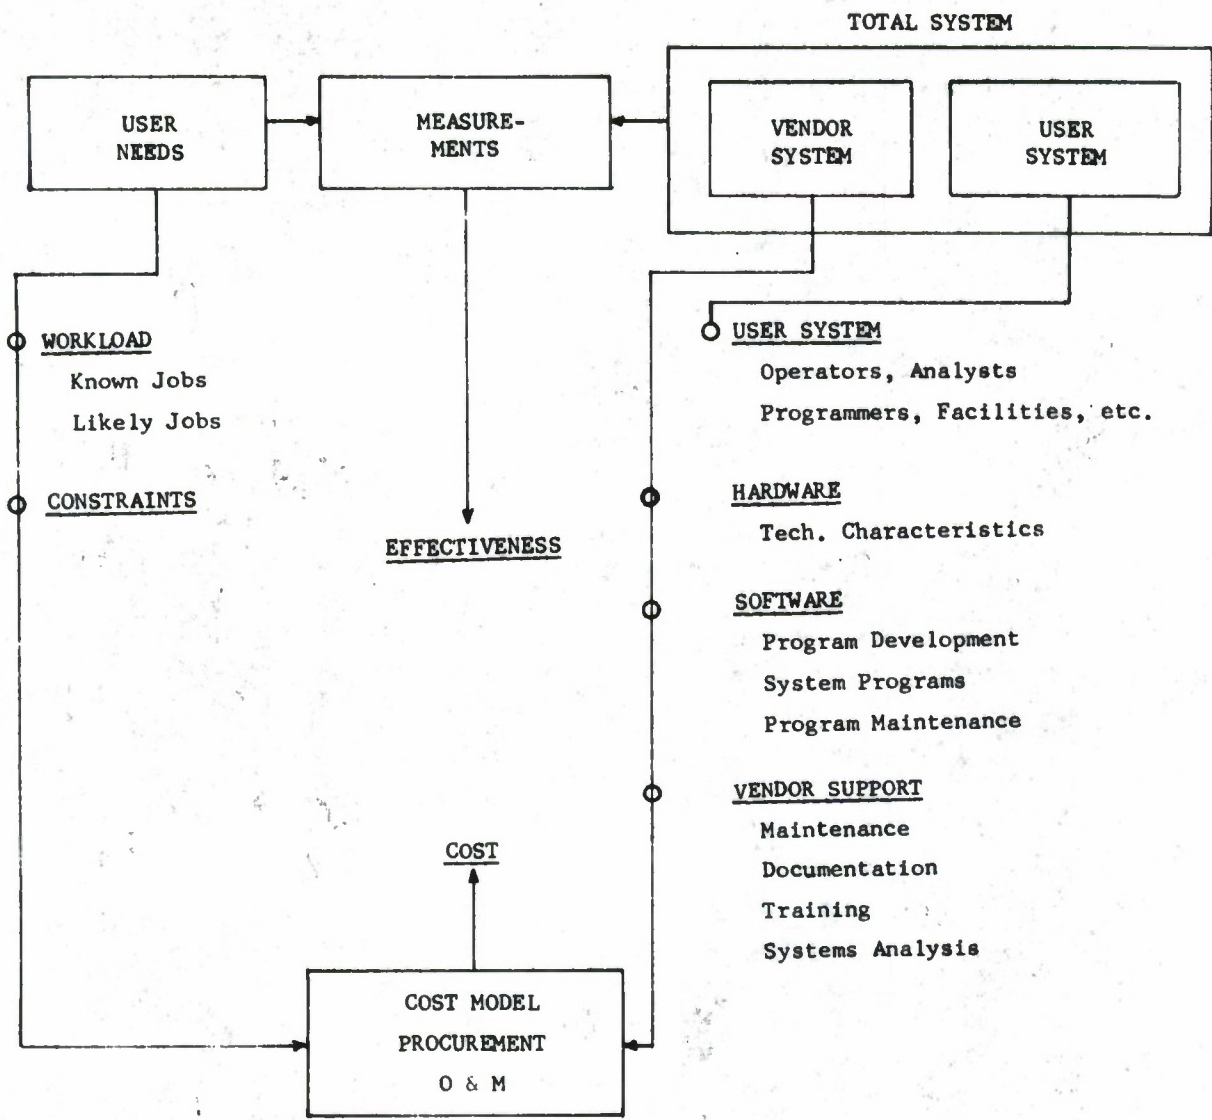 TOTAL SYSTEM
USER
NEEDS
MEASURE-
MENTS
VENDOR
SYSTEM
USER
SYSTEM
WORKLOAD
Known Jobs
Likely Jobs
CONSTRAINTS
EFFECTIVENESS
USER SYSTEM
Operators, Analysts
Programmers, Facilities, etc.
HARDWARE
Tech. Characteristics
SOFTWARE
Program Development
System Programs
Program Maintenance
VENDOR SUPPORT
Maintenance
Documentation
Training
Systems Analysis
COST
COST MODEL
PROCUREMENT
O & M